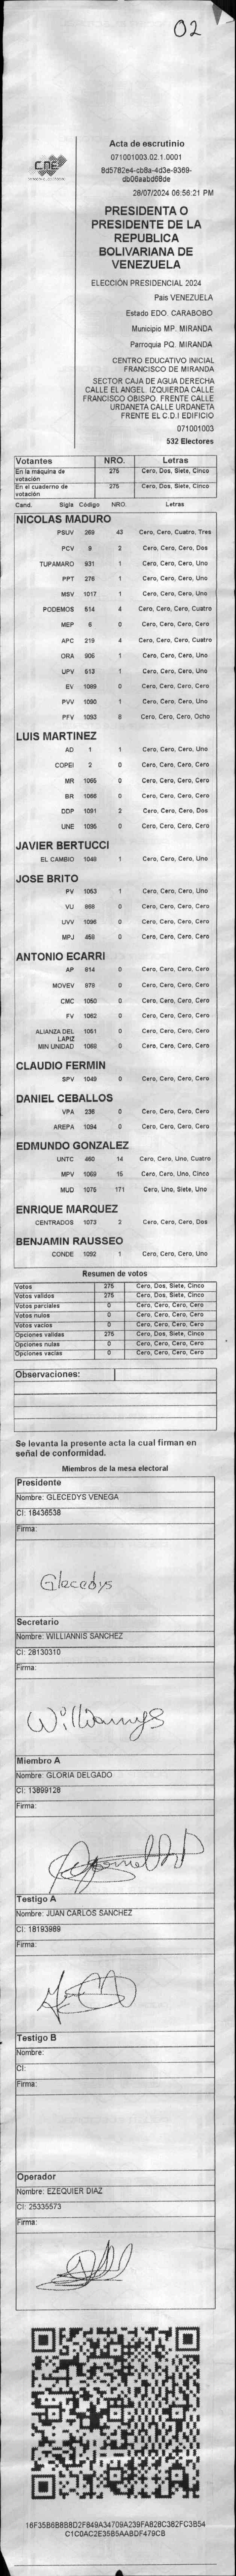 02
CNE
Acta de escrutinio
071001003.02.1.0001
8d5782e4-cb8a-4d3e-9369-
db06aabd68de
28/07/2024 06:56:21 PM
PRESIDENTA O
PRESIDENTE DE LA
REPUBLICA
BOLIVARIANA DE
VENEZUELA
ELECCIÓN PRESIDENCIAL 2024
País VENEZUELA
Estado EDO. CARABOBO
Municipio MP. MIRANDA
Parroquia PQ. MIRANDA
CENTRO EDUCATIVO INICIAL
FRANCISCO DE MIRANDA
SECTOR CAJA DE AGUA DERECHA
CALLE EL ANGEL. IZQUIERDA CALLE
FRANCISCO OBISPO. FRENTE CALLE
URDANETA CALLE URDANETA
FRENTE EL C.D.I EDIFICIO
071001003
532 Electores
Votantes NRO. Letras
En la máquina de votación 275 Cero, Dos, Siete, Cinco
En el cuaderno de votación 275 Cero, Dos, Siete, Cinco
Cand. Sigla Código NRO. Letras
NICOLAS MADURO
PSUV 269 43 Cero, Cero, Cuatro, Tres
PCV 9 2 Cero, Cero, Cero, Dos
TUPAMARO 931 1 Cero, Cero, Cero, Uno
PPT 276 1 Cero, Cero, Cero, Uno
MSV 1017 1 Cero, Cero, Cero, Uno
PODEMOS 514 4 Cero, Cero, Cero, Cuatro
MEP 6 0 Cero, Cero, Cero, Cero
APC 219 4 Cero, Cero, Cero, Cuatro
ORA 906 1 Cero, Cero, Cero, Uno
UPV 513 1 Cero, Cero, Cero, Uno
EV 1089 0 Cero, Cero, Cero, Cero
PVV 1090 1 Cero, Cero, Cero, Uno
PFV 1093 8 Cero, Cero, Cero, Ocho
LUIS MARTINEZ
AD 1 1 Cero, Cero, Cero, Uno
COPEI 2 0 Cero, Cero, Cero, Cero
MR 1065 0 Cero, Cero, Cero, Cero
BR 1086 0 Cero, Cero, Cero, Cero
DDP 1091 2 Cero, Cero, Cero, Dos
UNE 1095 0 Cero, Cero, Cero, Cero
JAVIER BERTUCCI
EL CAMBIO 1048 1 Cero, Cero, Cero, Uno
JOSE BRITO
PV 1053 1 Cero, Cero, Cero, Uno
VU 868 0 Cero, Cero, Cero, Cero
UVV 1096 0 Cero, Cero, Cero, Cero
MPJ 458 0 Cero, Cero, Cero, Cero
ANTONIO ECARRI
AP 914 0 Cero, Cero, Cero, Cero
MOVEV 979 0 Cero, Cero, Cero, Cero
CMC 1050 0 Cero, Cero, Cero, Cero
FV 1062 0 Cero, Cero, Cero, Cero
ALIANZA DEL LAPIZ 1051 0 Cero, Cero, Cero, Cero
MIN UNIDAD 1069 0 Cero, Cero, Cero, Cero
CLAUDIO FERMIN
SPV 1049 0 Cero, Cero, Cero, Cero
DANIEL CEBALLOS
VPA 236 0 Cero, Cero, Cero, Cero
AREPA 1094 0 Cero, Cero, Cero, Cero
EDMUNDO GONZALEZ
UNTC 460 14 Cero, Cero, Uno, Cuatro
MPV 1069 15 Cero, Cero, Uno, Cinco
MUD 1075 171 Cero, Uno, Siete, Uno
ENRIQUE MARQUEZ
CENTRADOS 1073 2 Cero, Cero, Cero, Dos
BENJAMIN RAUSSEO
CONDE 1092 1 Cero, Cero, Cero, Uno
Resumen de votos
Votos 275 Cero, Dos, Siete, Cinco
Votos validos 275 Cero, Dos, Siete, Cinco
Votos parciales 0 Cero, Cero, Cero, Cero
Votos nulos 0 Cero, Cero, Cero, Cero
Votos vacios 0 Cero, Cero, Cero, Cero
Opciones validas 275 Cero, Dos, Siete, Cinco
Opciones nulas 0 Cero, Cero, Cero, Cero
Opciones vacias 0 Cero, Cero, Cero, Cero
Observaciones:
Se levanta la presente acta la cual firman en
señal de conformidad.
Miembros de la mesa electoral
Presidente
Nombre: GLECEDYS VENEGA
CI: 18436538
Firma:
Glecedys
Secretario
Nombre: WILLIANNIS SANCHEZ
CI: 28130310
Firma:
Williannys
Miembro A
Nombre: GLORIA DELGADO
CI: 13899128
Firma:
Testigo A
Nombre: JUAN CARLOS SANCHEZ
CI: 18193989
Firma:
Testigo B
Nombre:
CI:
Firma:
Operador
Nombre: EZEQUIER DIAZ
CI: 25335573
Firma:
16F35B6B8B8D2F849A34709A239FA828C382FC3B54
C1C0AC2E35B5AABDF479CB